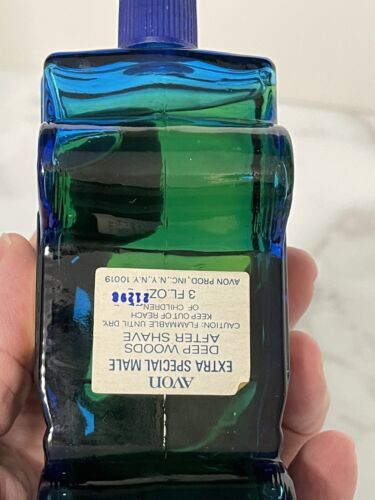 AVON
EXTRA SPECIAL MALE
DEEP WOODS
AFTER SHAVE
CAUTION: FLAMMABLE UNTIL DRY.
KEEP OUT OF REACH
OF CHILDREN
3 FL.OZ.
21298
AVON PROD., INC., N.Y., N.Y. 10019